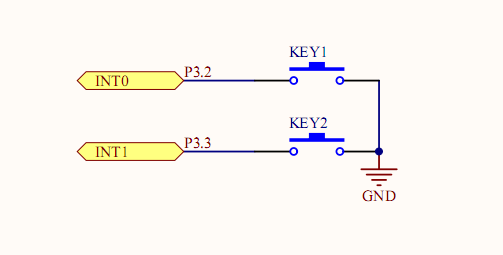 KEY1
INT0 P3.2
KEY2
INT1 P3.3
GND